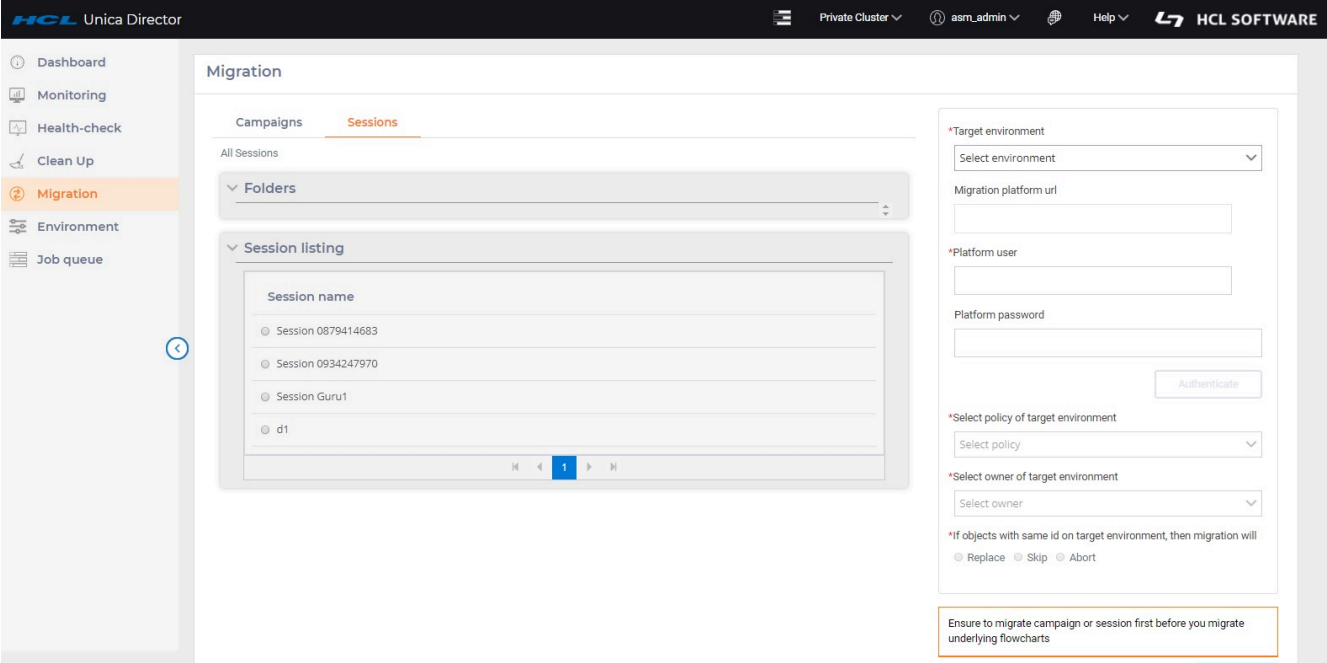 HCL Unica Director
Private Cluster
asm_admin
Help
HCL SOFTWARE
Dashboard
Monitoring
Health-check
Clean Up
Migration
Environment
Job queue
Migration
Campaigns
Sessions
All Sessions
Folders
Session listing
Session name
Session 0879414683
Session 0934247970
Session Guru1
d1
1
*Target environment
Select environment
Migration platform url
*Platform user
Platform password
Authenticate
*Select policy of target environment
Select policy
*Select owner of target environment
Select owner
*If objects with same id on target environment, then migration will
Replace Skip Abort
Ensure to migrate campaign or session first before you migrate
underlying flowcharts